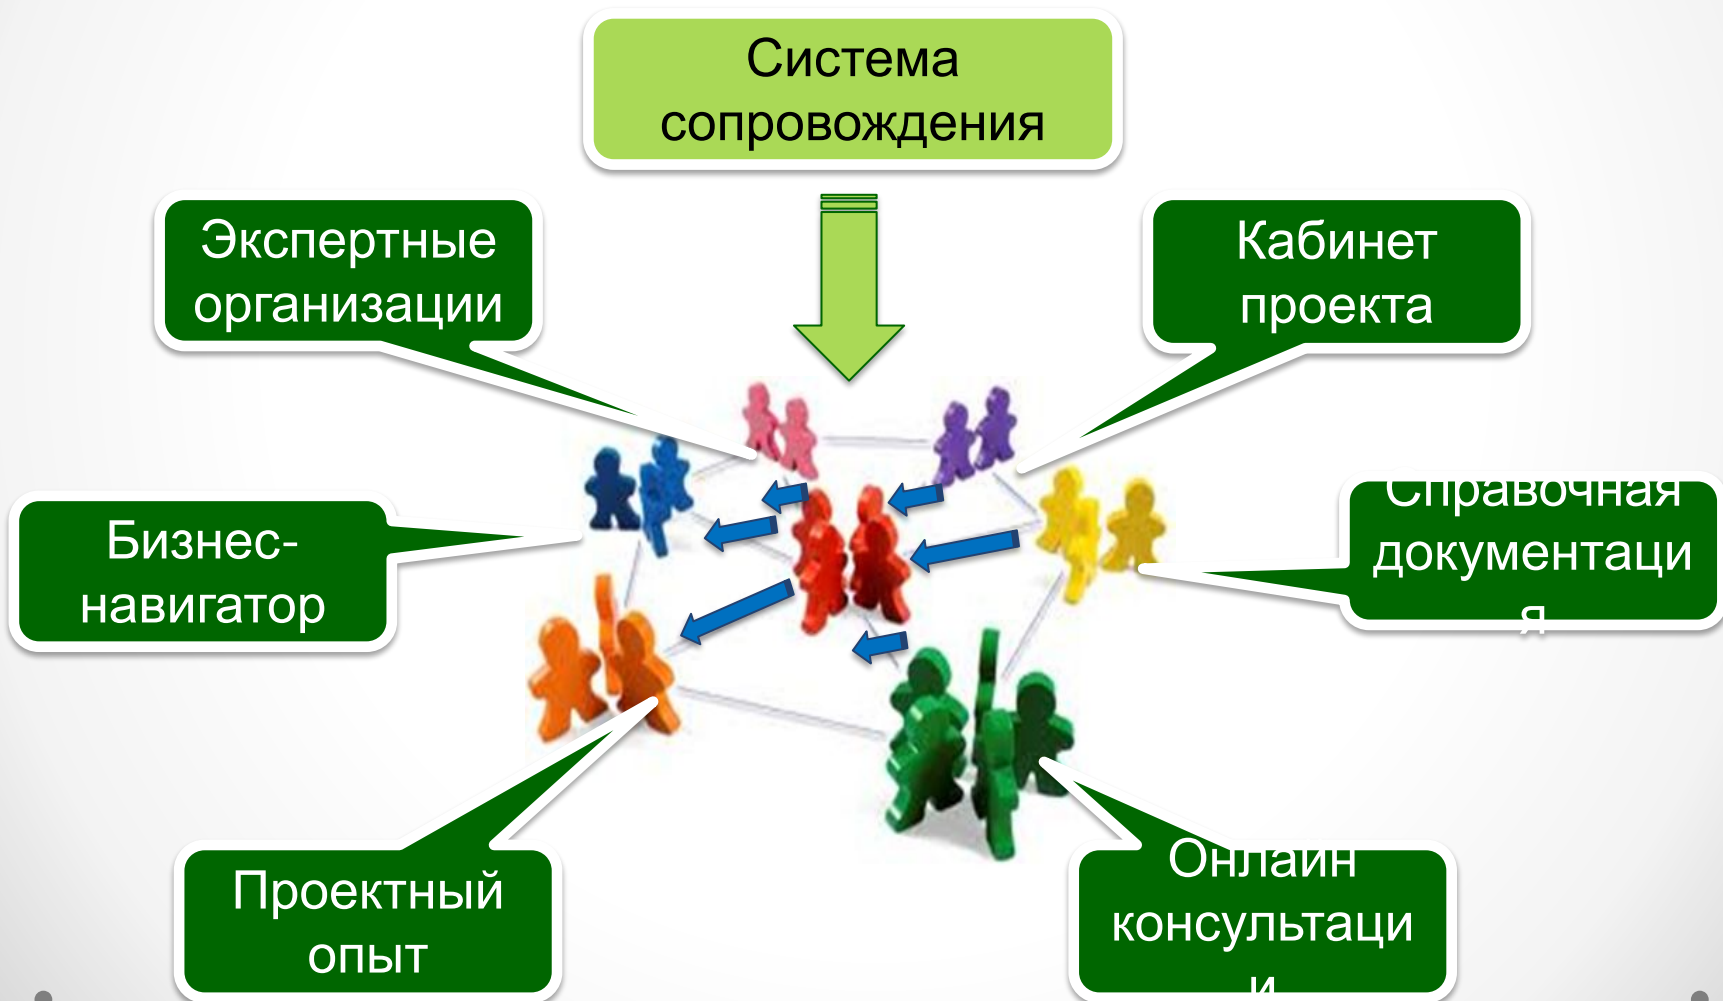 Система
сопровождения
Экспертные
организации
Кабинет
проекта
Бизнес-
навигатор
Справочная
документаци
я
Проектный
опыт
Онлайн
консультаци
и